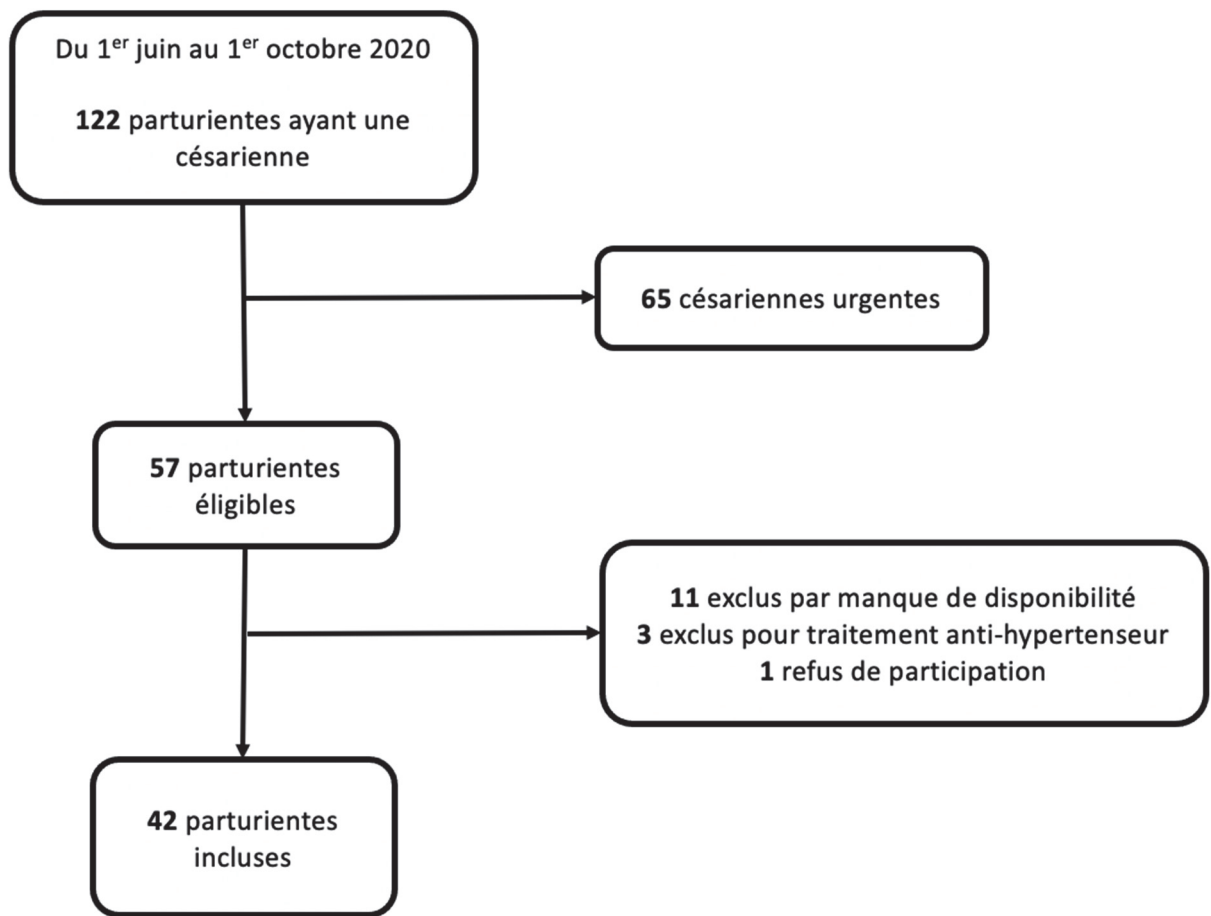 Du 1er juin au 1er octobre 2020
122 parturientes ayant une
césarienne
65 césariennes urgentes
57 parturientes
éligibles
11 exclus par manque de disponibilité
3 exclus pour traitement anti-hypertenseur
1 refus de participation
42 parturientes
incluses